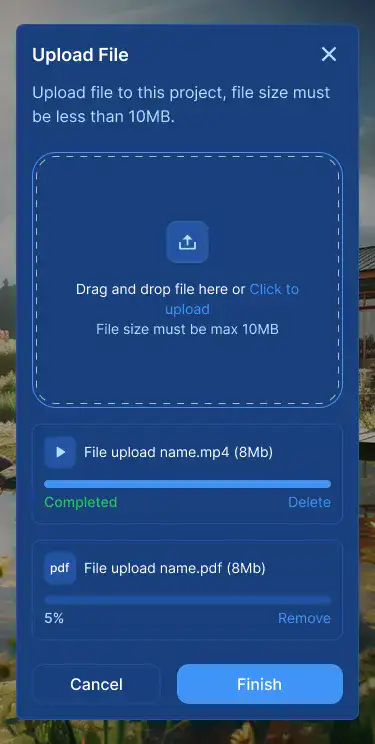 Upload File
Upload file to this project, file size must
be less than 10MB.
Drag and drop file here or Click to
upload
File size must be max 10MB
File upload name.mp4 (8Mb)
Completed
Delete
pdf
File upload name.pdf (8Mb)
5%
Remove
Cancel
Finish